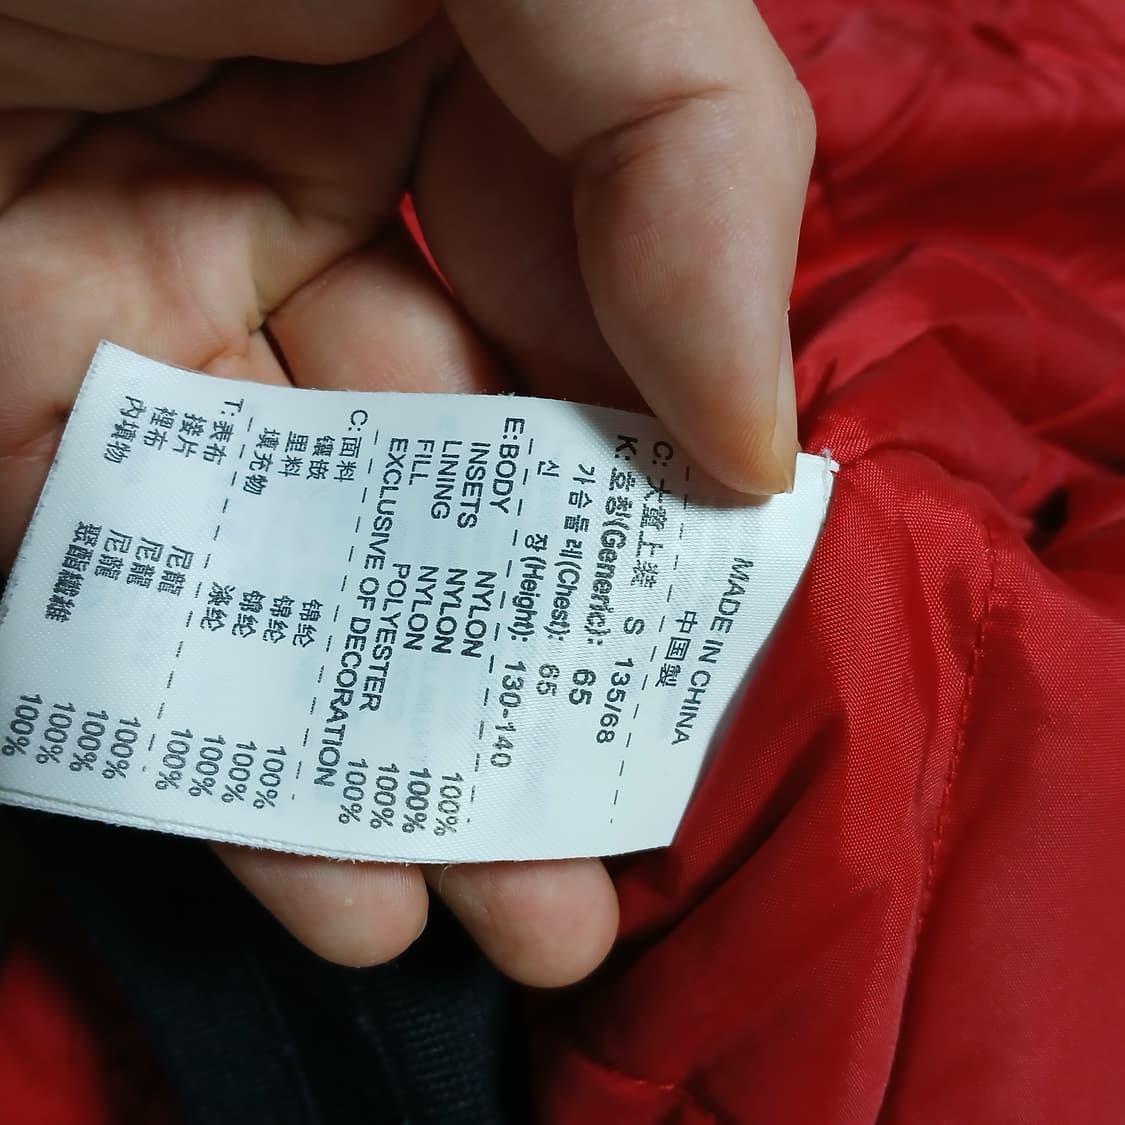 MADE IN CHINA
中国製
C: 大童上装 S 135/68
K: 호칭(Generic): 65
가슴둘레(Chest): 65
신 장(Height): 130-140
E:BODY NYLON 100%
INSETS NYLON 100%
LINING NYLON 100%
FILL POLYESTER 100%
EXCLUSIVE OF DECORATION
C: 面料 锦纶 100%
镶嵌 锦纶 100%
里料 锦纶 100%
填充物 涤纶 100%
T: 表布 尼龍 100%
接片 尼龍 100%
裡布 尼龍 100%
內填物 聚酯纖維 100%